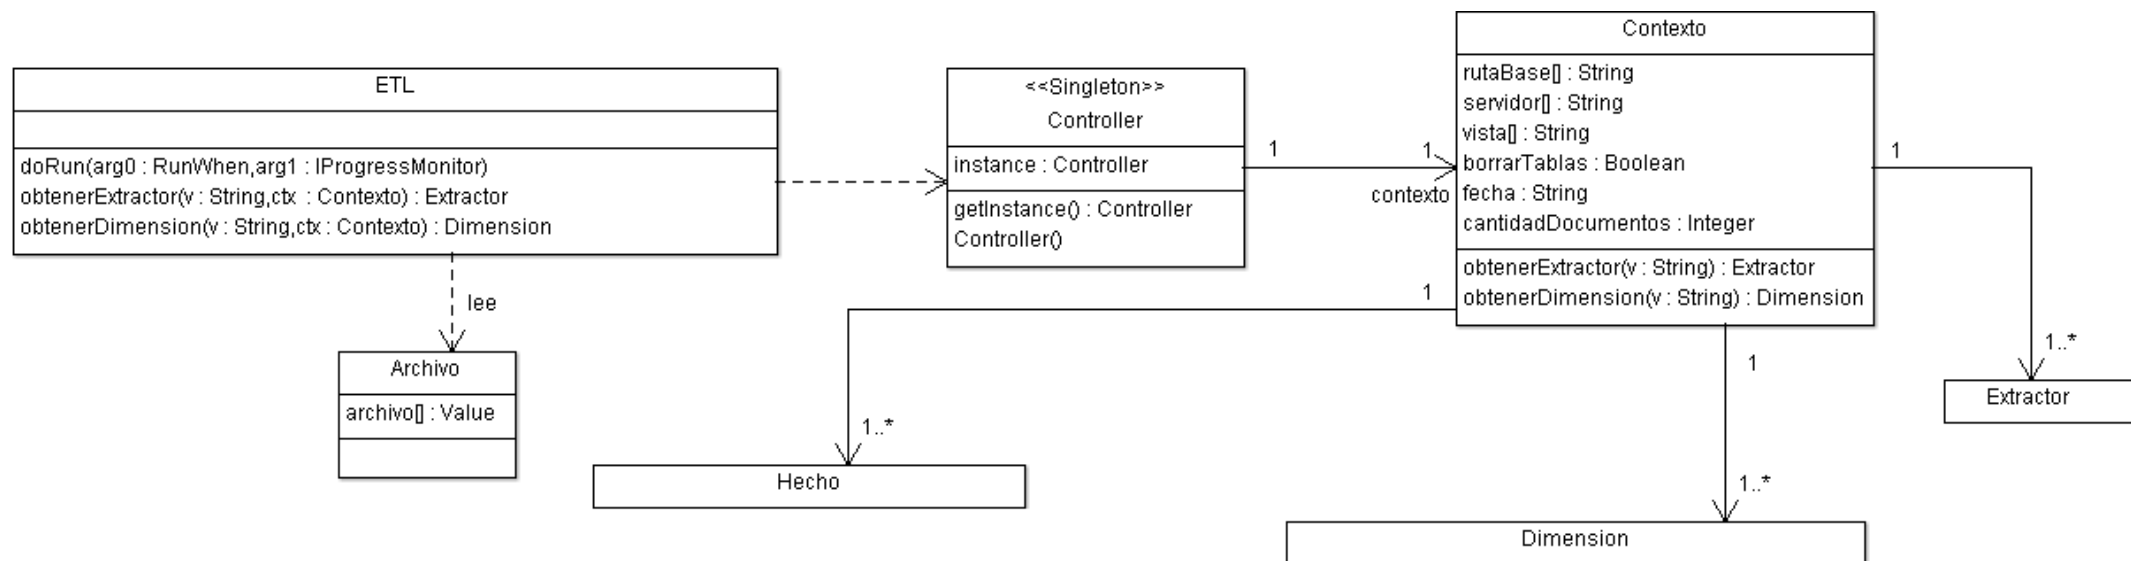 ETL
doRun(arg0 : RunWhen,arg1 : IProgressMonitor)
obtenerExtractor(v : String,ctx : Contexto) : Extractor
obtenerDimension(v : String,ctx : Contexto) : Dimension
lee
Archivo
archivo[] : Value
<<Singleton>>
Controller
instance : Controller
getInstance() : Controller
Controller()
1
1
contexto
Contexto
rutaBase[] : String
servidor[] : String
vista[] : String
borrarTablas : Boolean
fecha : String
cantidadDocumentos : Integer
obtenerExtractor(v : String) : Extractor
obtenerDimension(v : String) : Dimension
1
1..*
Extractor
1
1..*
Hecho
1
1..*
Dimension